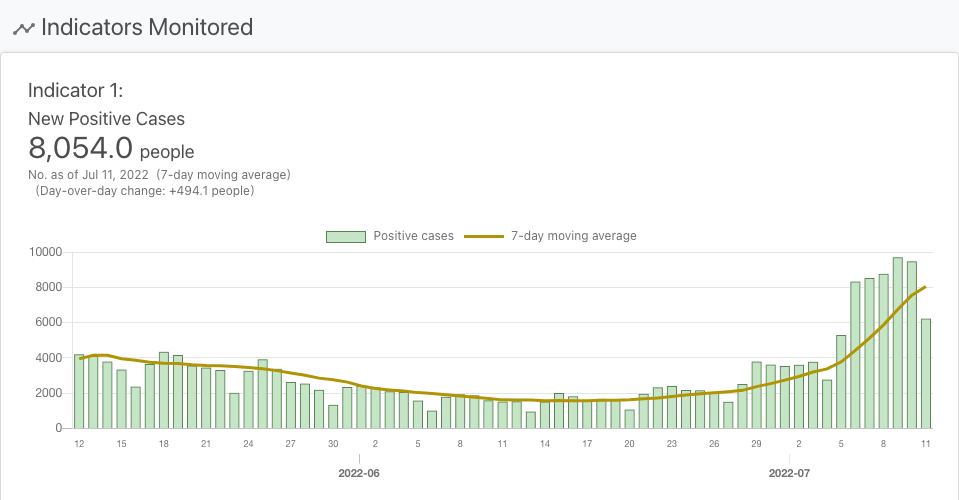 Indicators Monitored
Indicator 1:
New Positive Cases
8,054.0 people
No. as of Jul 11, 2022 (7-day moving average)
(Day-over-day change: +494.1 people)
Positive cases 7-day moving average
10000
8000
6000
4000
2000
0
12 15 18 21 24 27 30 2 5 8 11 14 17 20 23 26 29 2 5 8 11
2022-06 2022-07